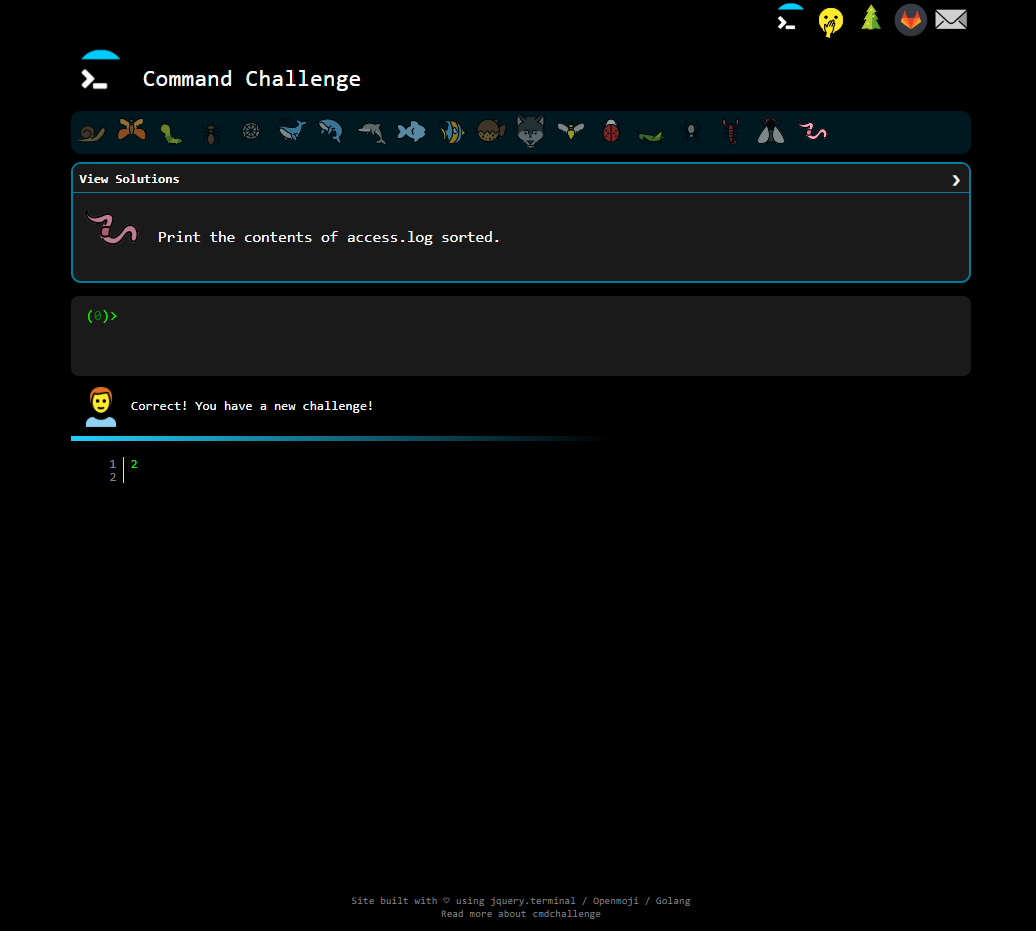 Command Challenge
View Solutions ❯
Print the contents of access.log sorted.
(0)>
Correct! You have a new challenge!
1 2
2
Site built with ♡ using jquery.terminal / Openmoji / Golang
Read more about cmdchallenge